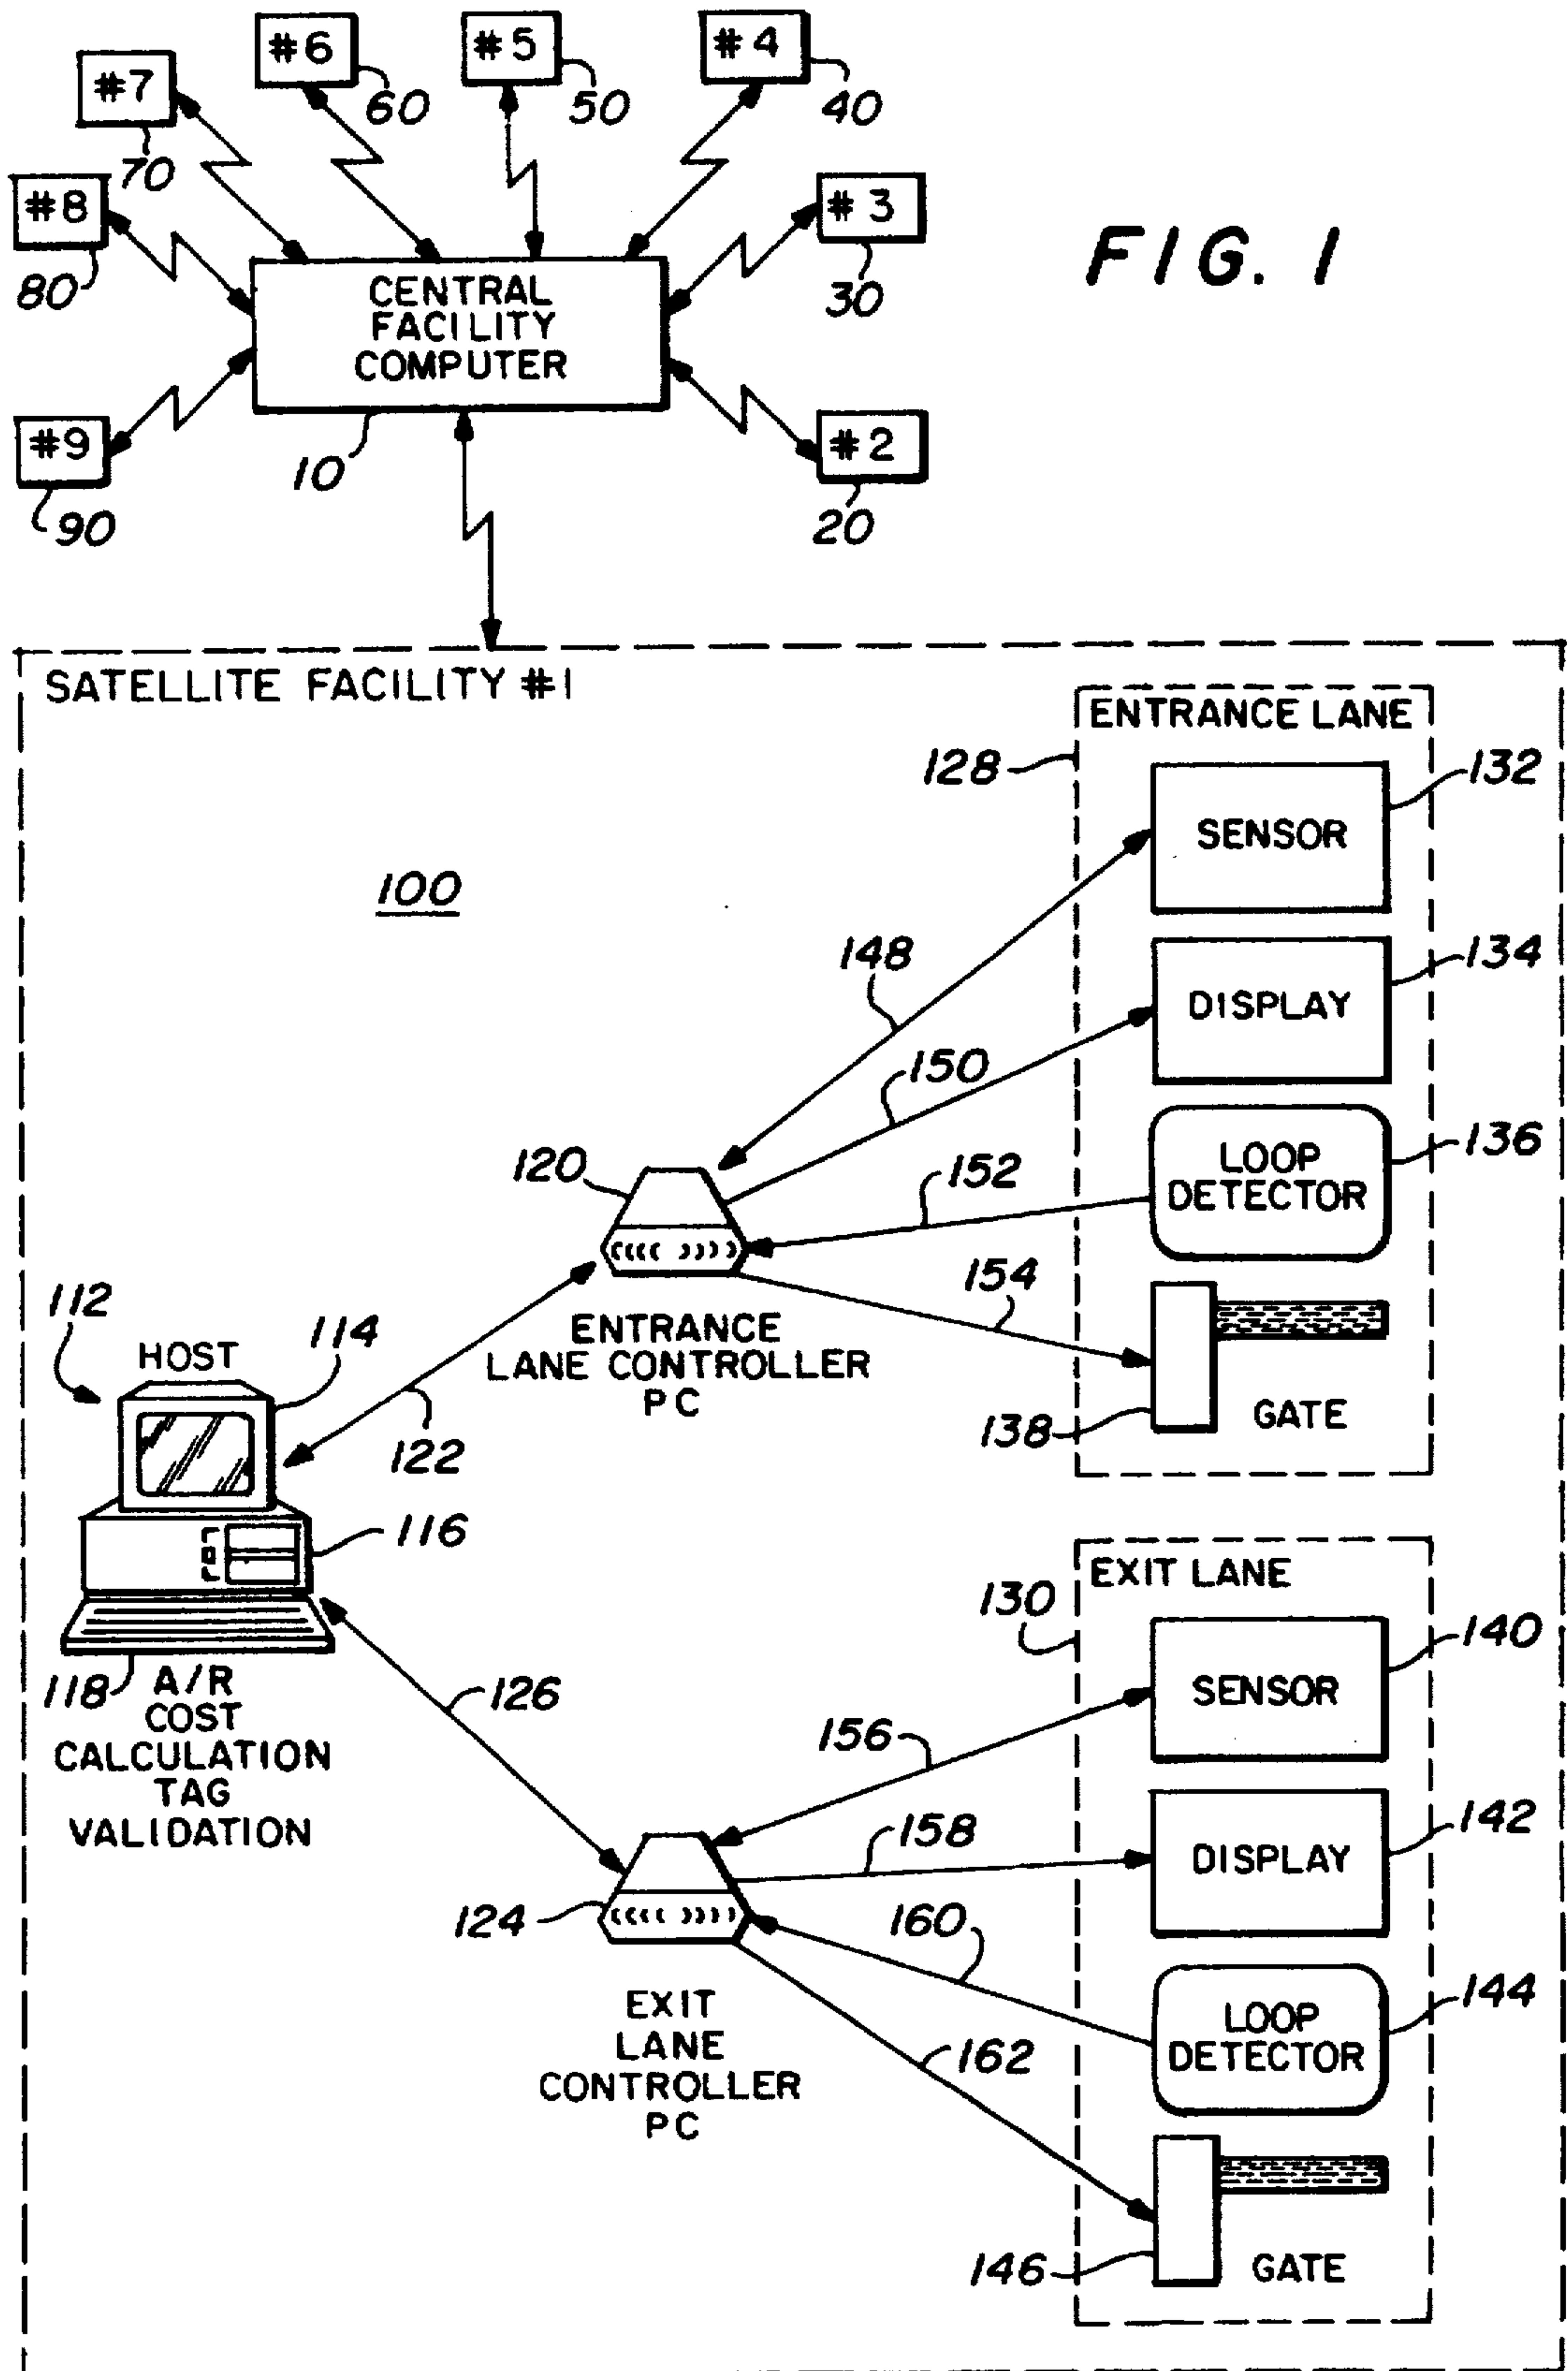 #6
#5
#4
#7
60
50
40
70
#8
#3
80
30
FIG. 1
CENTRAL
FACILITY
COMPUTER
#9
#2
10
90
20
SATELLITE FACILITY #1
ENTRANCE LANE
128
132
SENSOR
100
148
134
DISPLAY
150
120
152
136
LOOP
DETECTOR
154
112
114
HOST
ENTRANCE
LANE CONTROLLER
PC
122
138
GATE
116
EXIT LANE
130
140
SENSOR
118
A/R
COST
CALCULATION
TAG
VALIDATION
126
156
158
142
DISPLAY
124
160
EXIT
LANE
CONTROLLER
PC
144
LOOP
DETECTOR
162
146
GATE